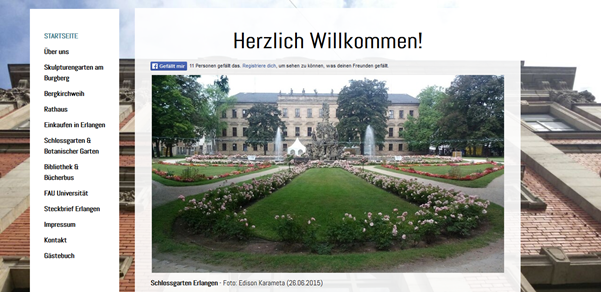 STARTSEITE
Über uns
Skulpturengarten am
Burgberg
Bergkirchweih
Rathaus
Einkaufen in Erlangen
Schlossgarten &
Botanischer Garten
Bibliothek &
Bücherbus
FAU Universität
Steckbrief Erlangen
Impressum
Kontakt
Gästebuch
Herzlich Willkommen!
Gefällt mir 11 Personen gefällt das. Registriere dich, um sehen zu können, was deinen Freunden gefällt.
Schlossgarten Erlangen - Foto: Edison Karameta (26.06.2015)